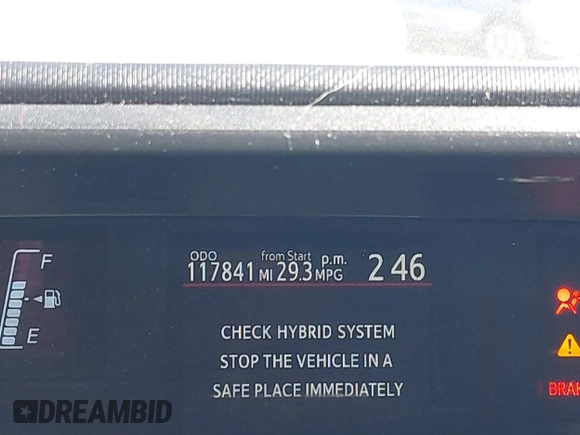 F
E
ODO from Start p.m.
117841 MI 29.3 MPG 2 46
CHECK HYBRID SYSTEM
STOP THE VEHICLE IN A
SAFE PLACE IMMEDIATELY
BRAK
DREAMBID